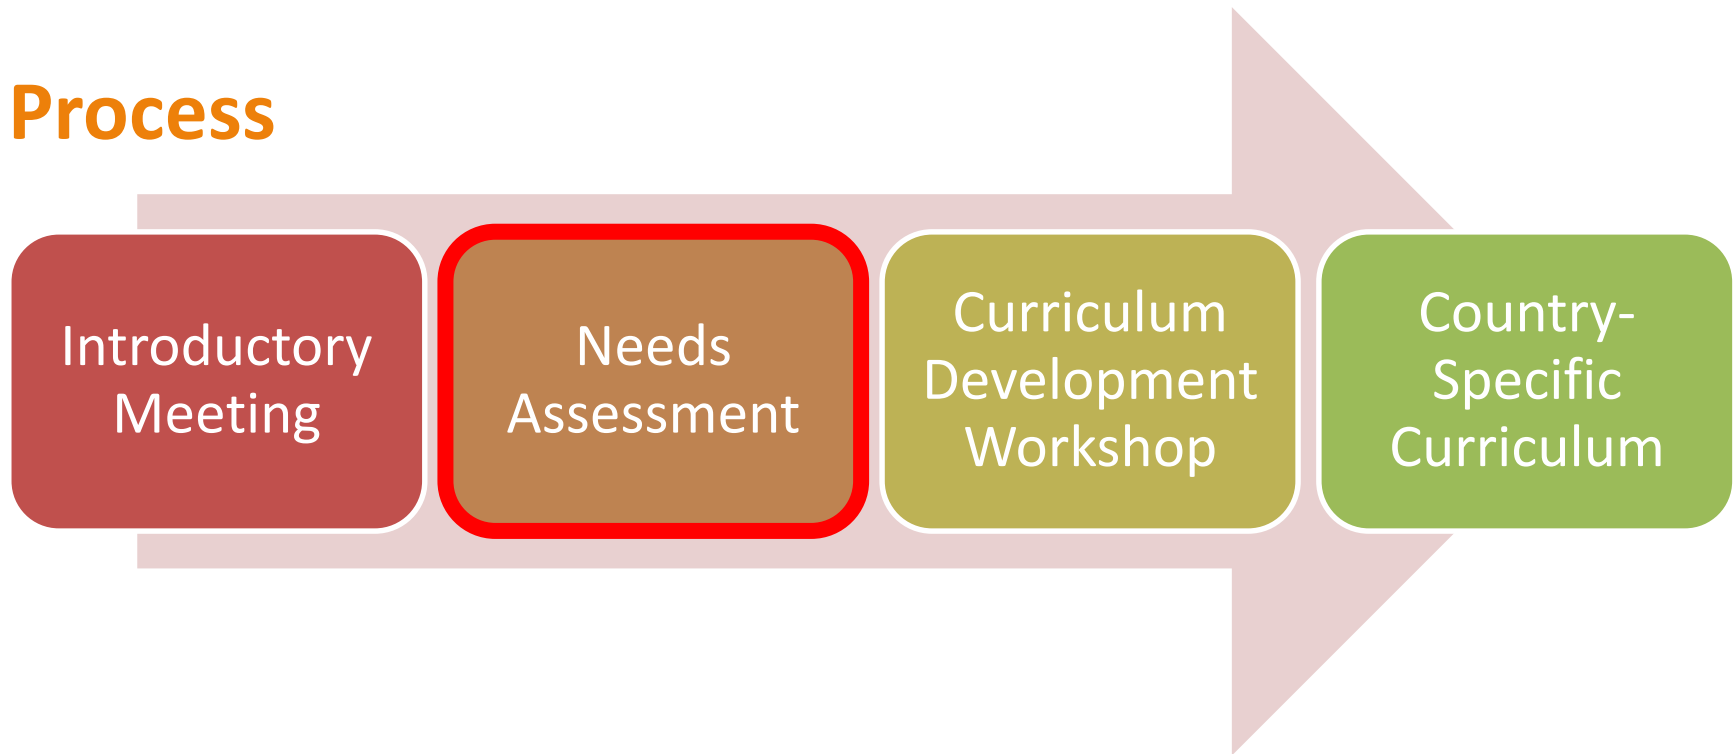 Process
Introductory
Meeting
Needs
Assessment
Curriculum
Development
Workshop
Country-
Specific
Curriculum